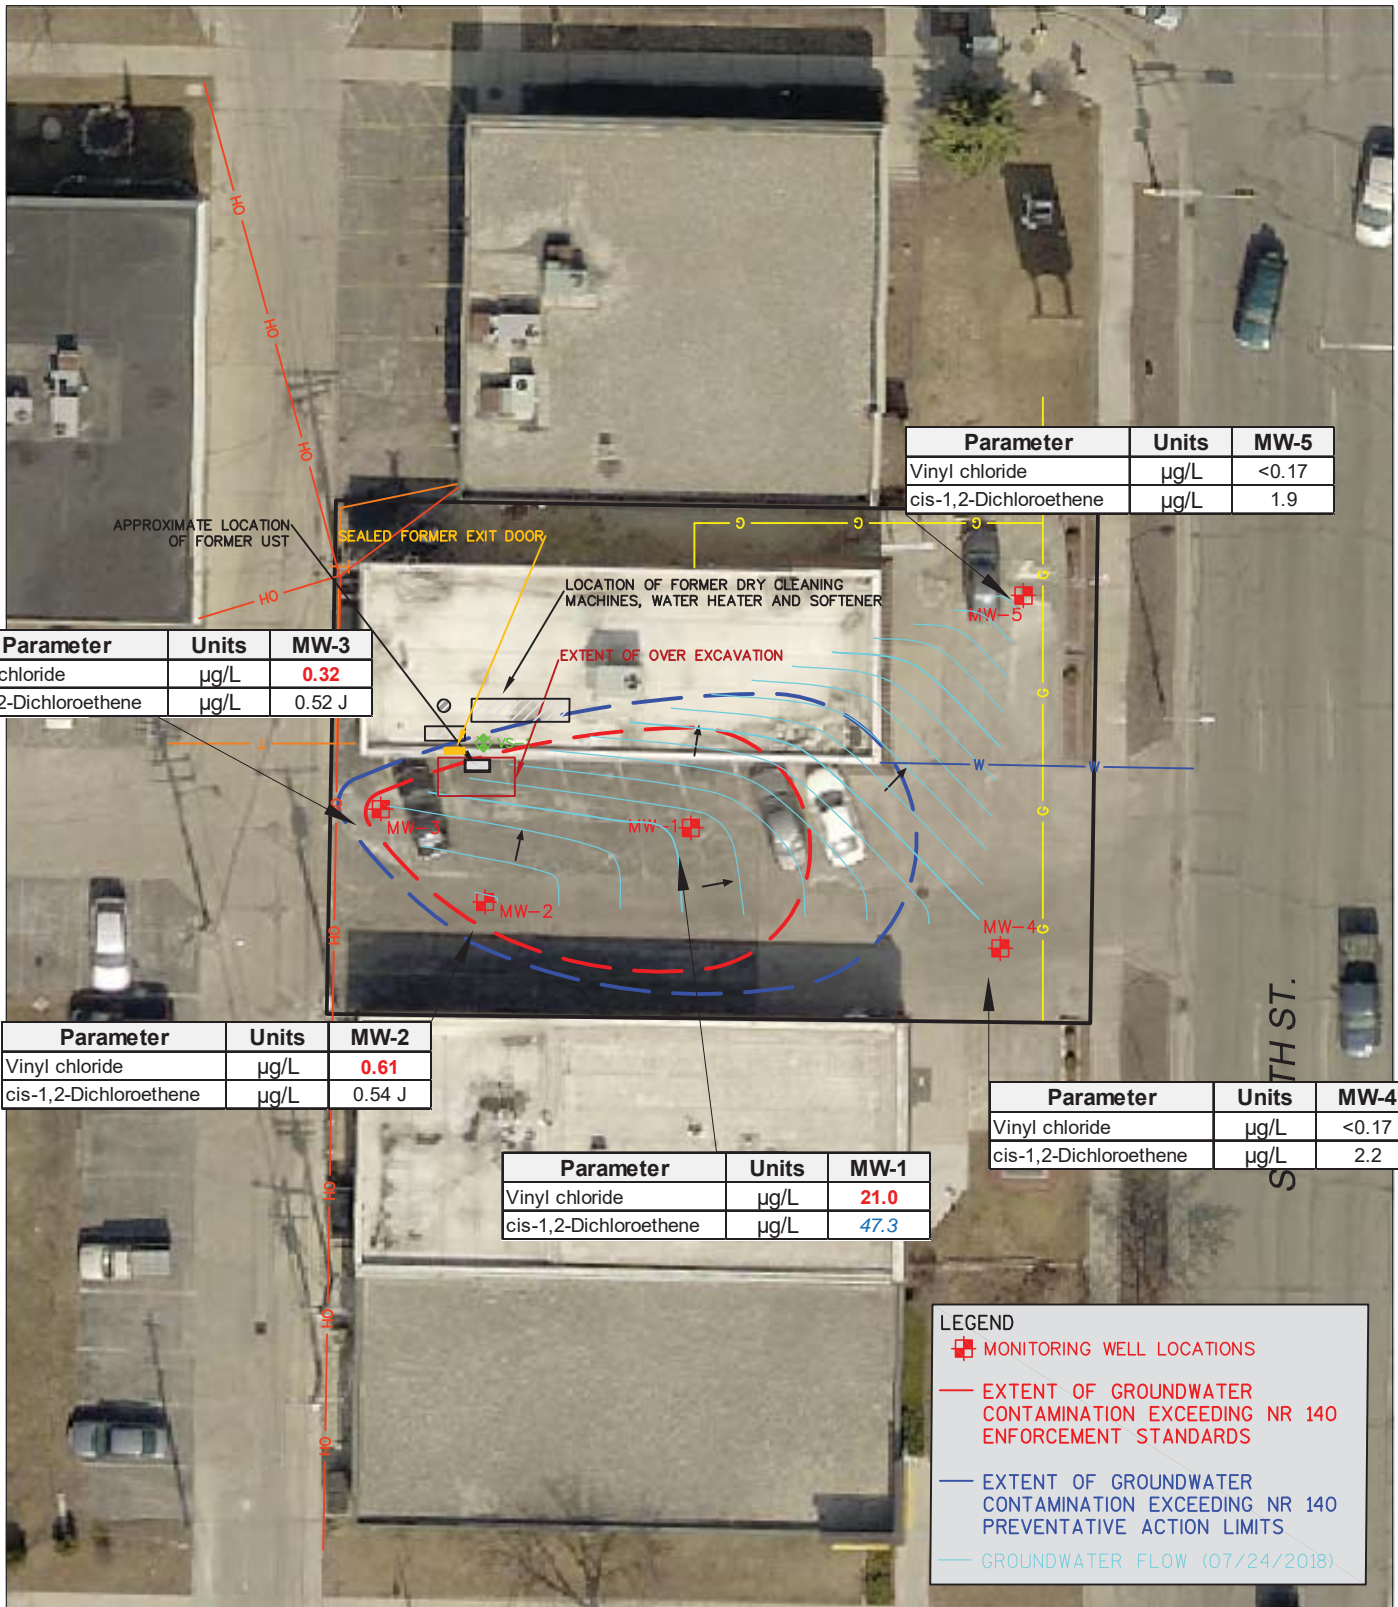 HO
HO
HO
HO
Parameter Units MW-5
Vinyl chloride µg/L <0.17
cis-1,2-Dichloroethene µg/L 1.9
APPROXIMATE LOCATION
OF FORMER UST
SEALED FORMER EXIT DOOR
G G G
LOCATION OF FORMER DRY CLEANING
MACHINES, WATER HEATER AND SOFTENER
G
MW-5
Parameter Units MW-3
chloride µg/L 0.32
2-Dichloroethene µg/L 0.52 J
EXTENT OF OVER EXCAVATION
G
T
VS
W W
MW-3
MW-1
G
MW-2
MW-4
G
HO
Parameter Units MW-2
Vinyl chloride µg/L 0.61
cis-1,2-Dichloroethene µg/L 0.54 J
S TH ST.
Parameter Units MW-4
Vinyl chloride µg/L <0.17
cis-1,2-Dichloroethene µg/L 2.2
Parameter Units MW-1
Vinyl chloride µg/L 21.0
cis-1,2-Dichloroethene µg/L 47.3
HO
HO
HO
LEGEND
MONITORING WELL LOCATIONS
EXTENT OF GROUNDWATER
CONTAMINATION EXCEEDING NR 140
ENFORCEMENT STANDARDS
EXTENT OF GROUNDWATER
CONTAMINATION EXCEEDING NR 140
PREVENTATIVE ACTION LIMITS
GROUNDWATER FLOW (07/24/2018)